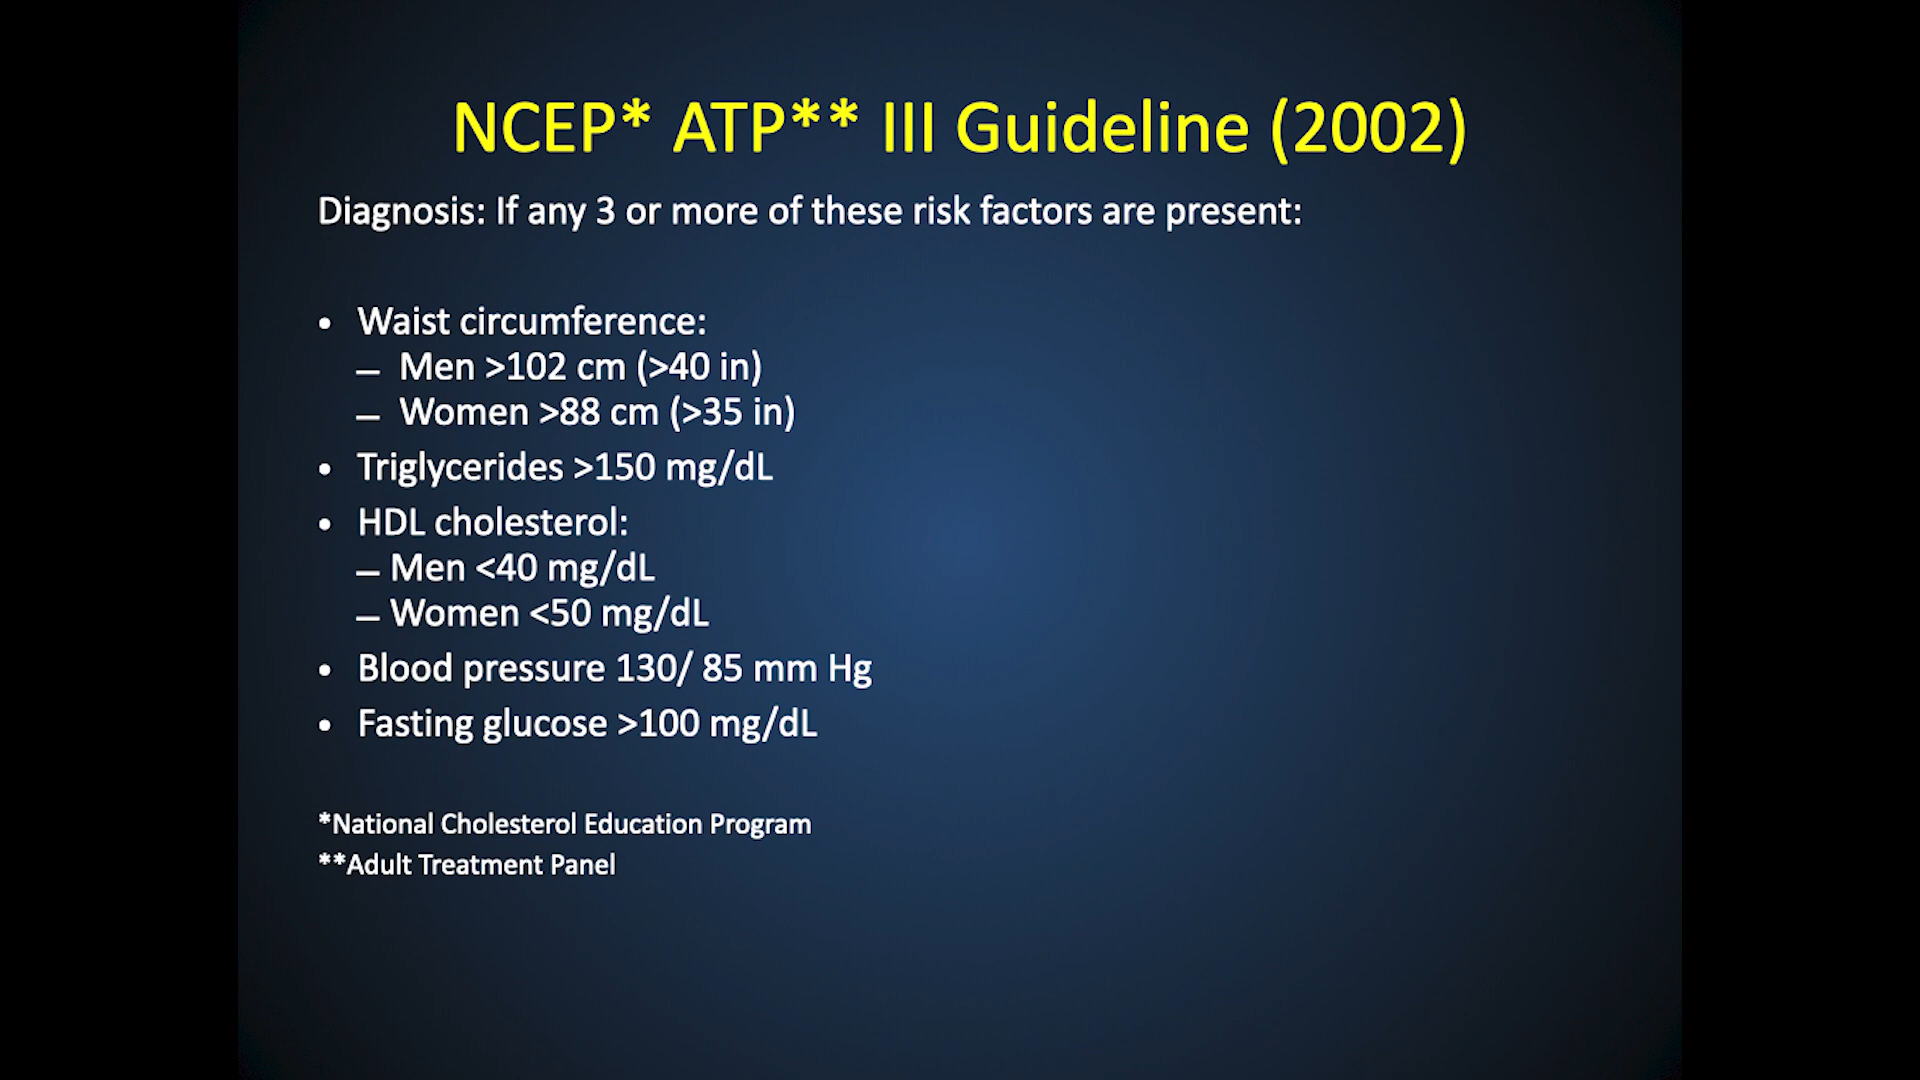 NCEP* ATP** III Guideline (2002)
Diagnosis: If any 3 or more of these risk factors are present:
• Waist circumference:
– Men >102 cm (>40 in)
– Women >88 cm (>35 in)
• Triglycerides >150 mg/dL
• HDL cholesterol:
– Men <40 mg/dL
– Women <50 mg/dL
• Blood pressure 130/ 85 mm Hg
• Fasting glucose >100 mg/dL
*National Cholesterol Education Program
**Adult Treatment Panel